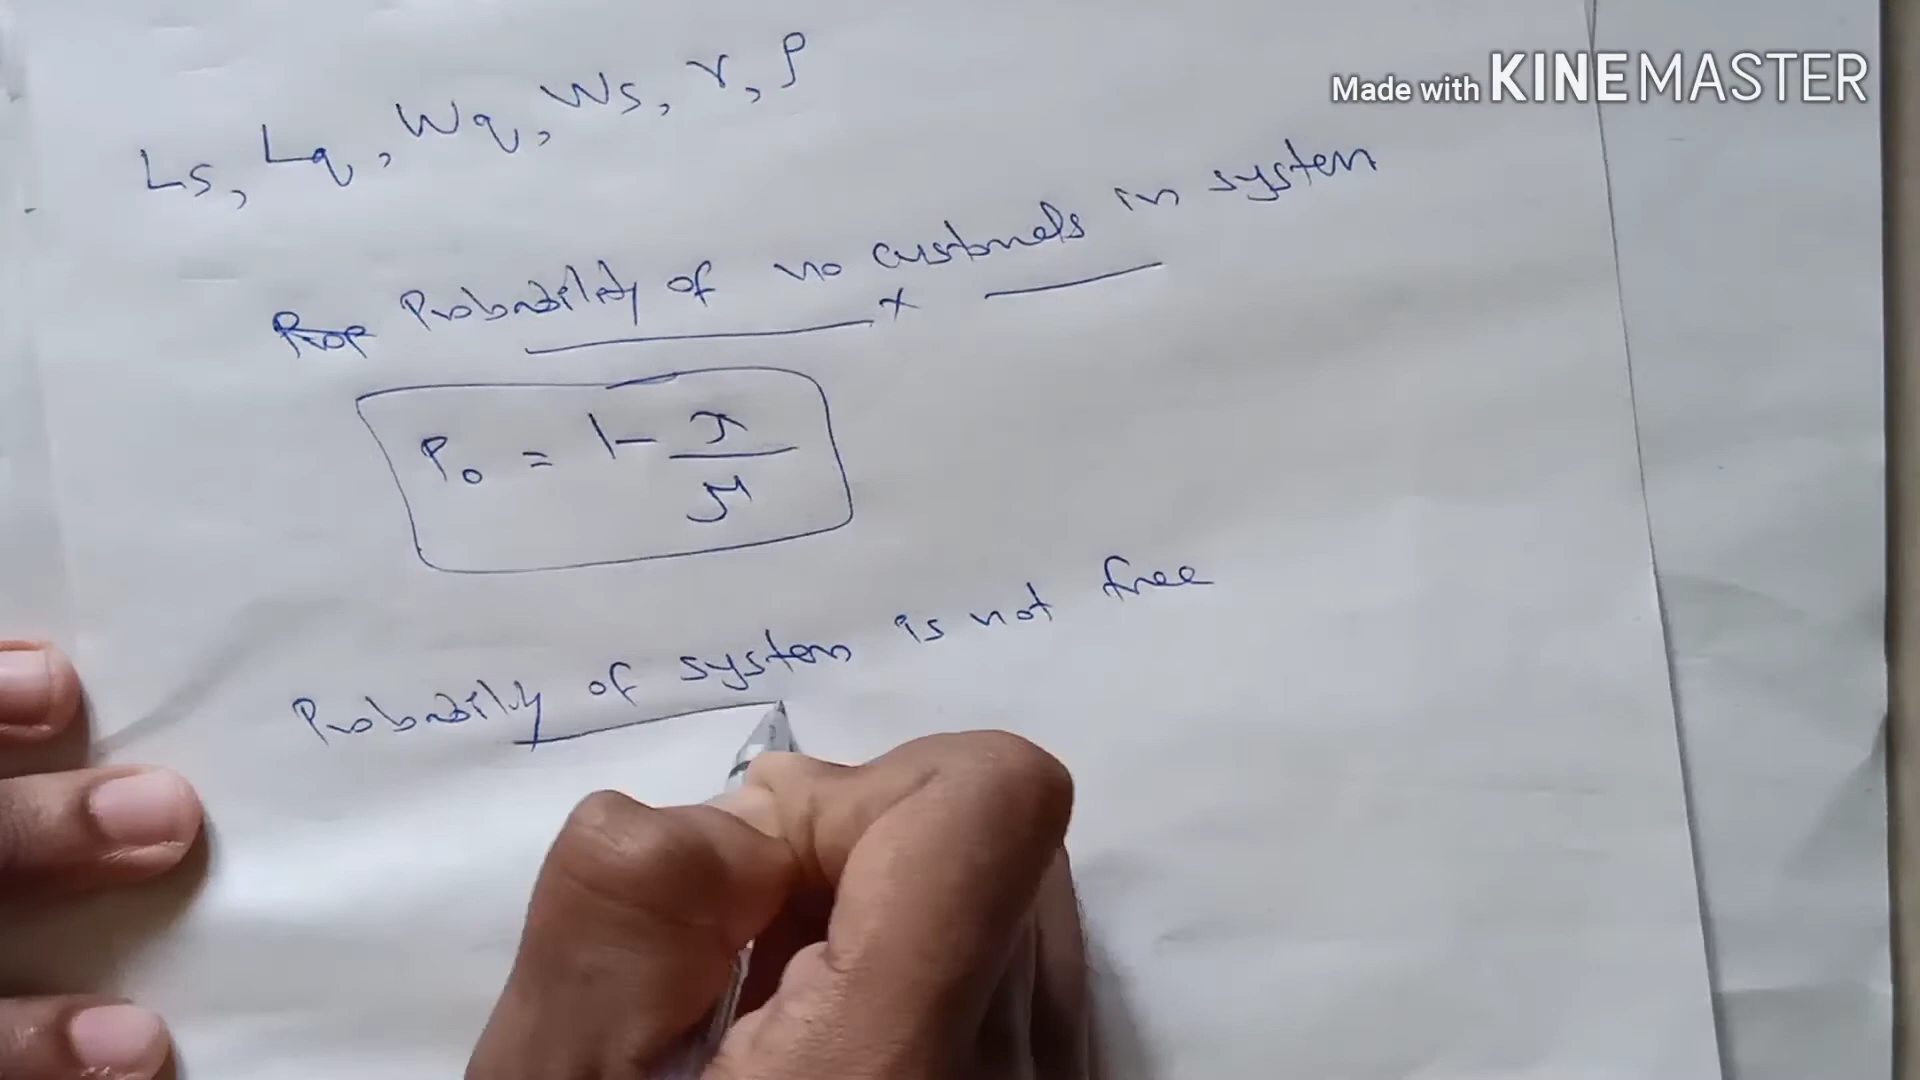 Made with KINEMASTER
Ls, Lq, Wq, Ws, r, ρ
Probability of no customers in system
P₀ = 1 - λ/μ
Probability of system is not free